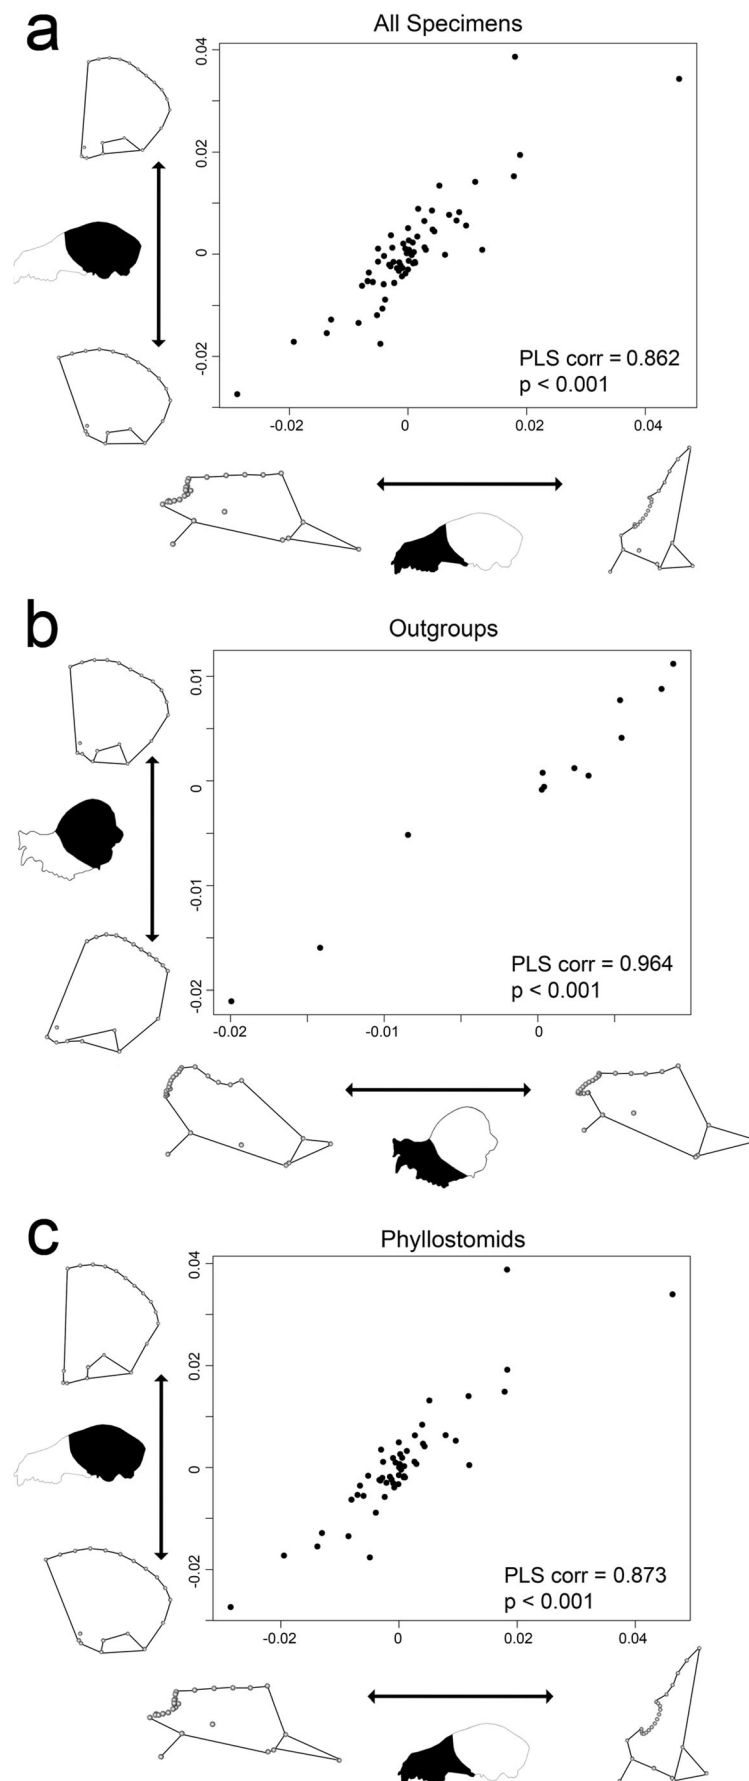 a
All Specimens
0.04
0.02
0
-0.02
PLS corr = 0.862
p < 0.001
-0.02 0 0.02 0.04
b
Outgroups
0.01
0
-0.01
-0.02
PLS corr = 0.964
p < 0.001
-0.02 -0.01 0
c
Phyllostomids
0.04
0.02
0
-0.02
PLS corr = 0.873
p < 0.001
-0.02 0 0.02 0.04